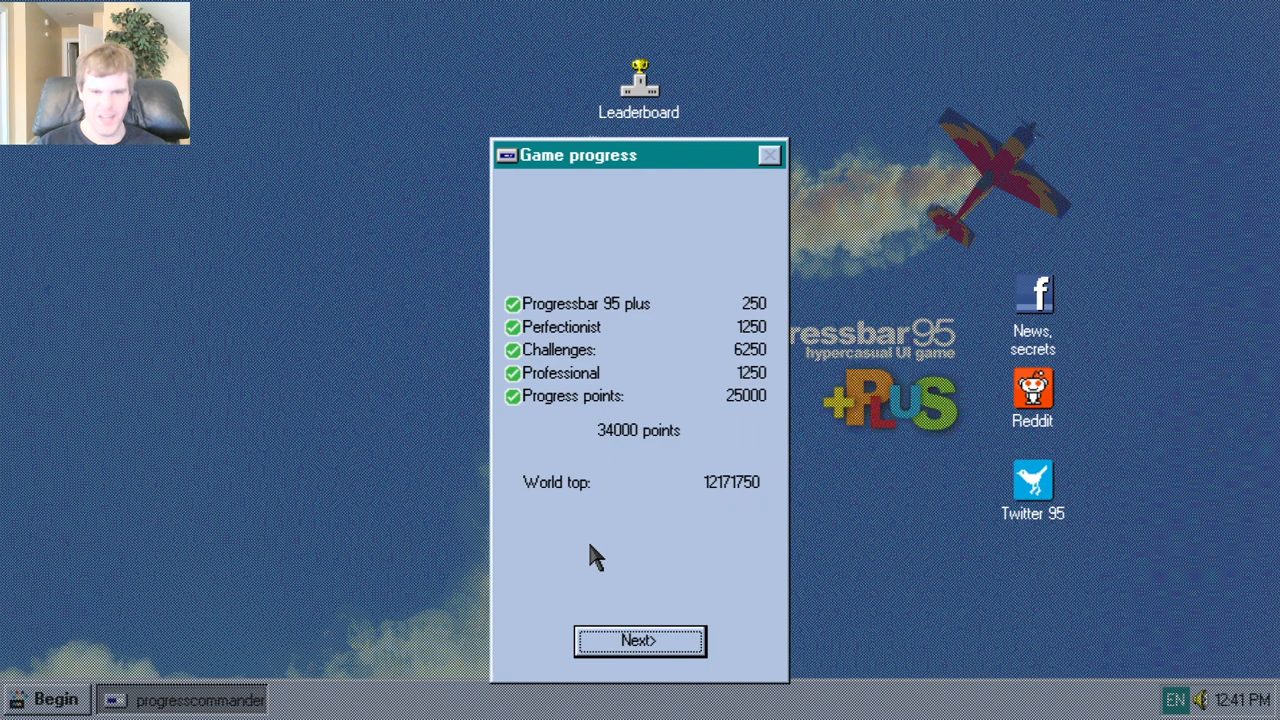 Leaderboard
Game progress
Progressbar 95 plus 250
Perfectionist 1250
Challenges: 6250
Professional 1250
Progress points: 25000
34000 points
World top: 12171750
Next>
ressbar95
hypercasual UI game
+PLUS
f
News,
secrets
Reddit
Twitter 95
Begin
progresscommander
EN
12:41 PM